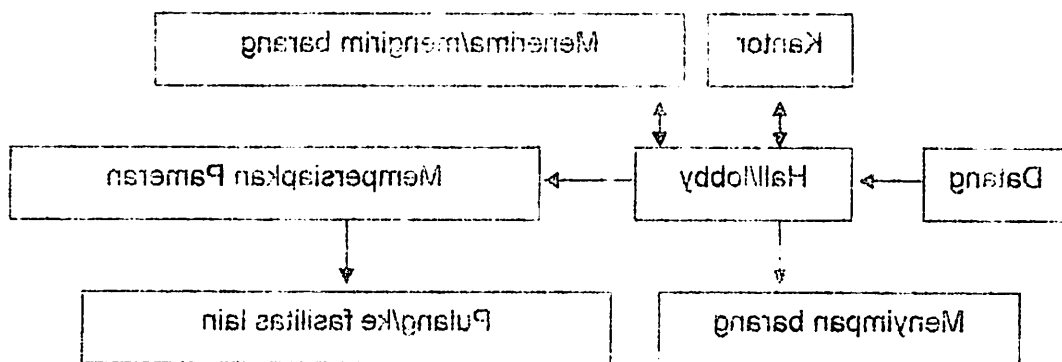 Kantor
Menerima/mengirim barang
Datang
Hall/lobby
Mempersiapkan Pameran
Menyimpan barang
Pulang/ke fasilitas lain